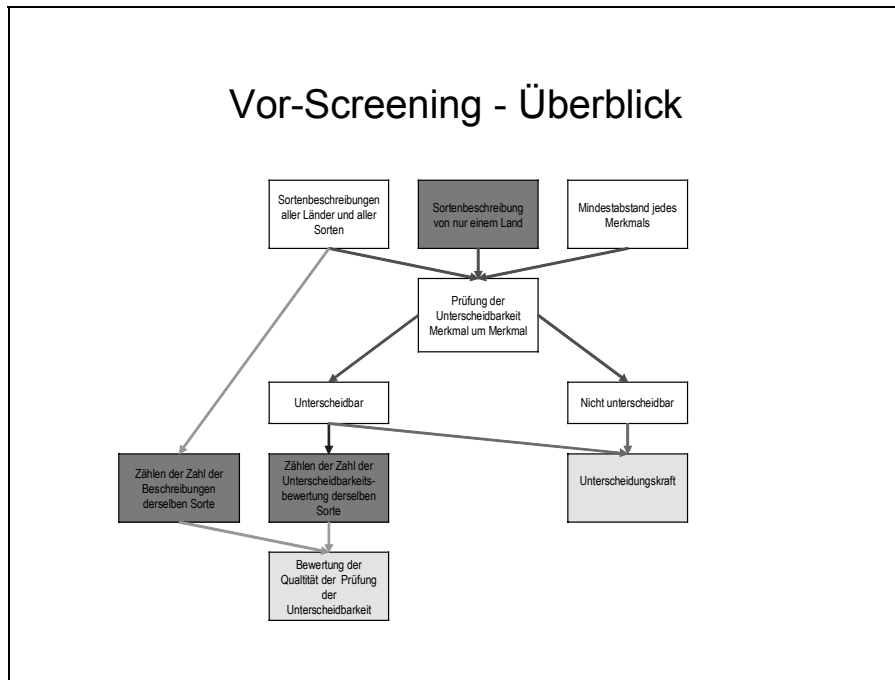 Vor-Screening - Überblick
Sortenbeschreibungen
aller Länder und aller
Sorten
Sortenbeschreibung
von nur einem Land
Mindestabstand jedes
Merkmals
Prüfung der
Unterscheidbarkeit
Merkmal um Merkmal
Unterscheidbar
Nicht unterscheidbar
Zählen der Zahl der
Beschreibungen
derselben Sorte
Zählen der Zahl der
Unterscheidbarkeits-
bewertung derselben
Sorte
Unterscheidungskraft
Bewertung der
Qualtität der Prüfung
der
Unterscheidbarkeit